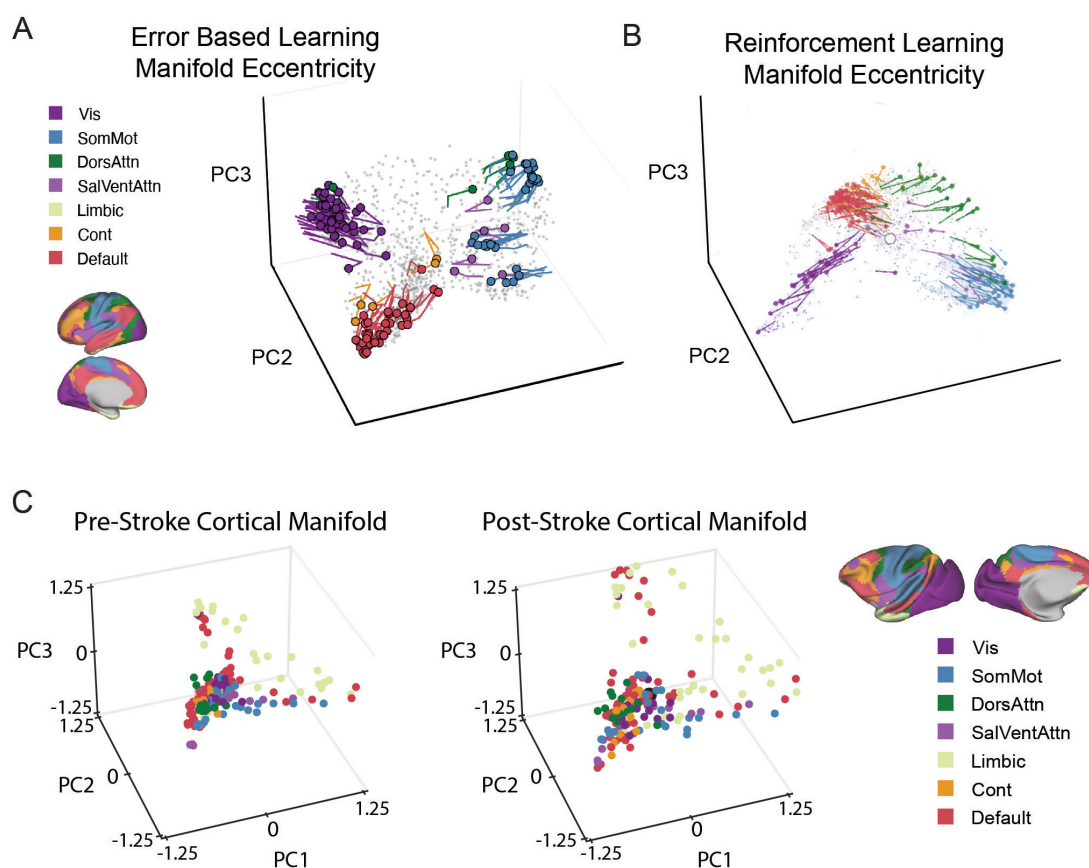 A
Error Based Learning
Manifold Eccentricity
Vis
SomMot
DorsAttn
SalVentAttn
Limbic
Cont
Default
PC3
PC2
B
Reinforcement Learning
Manifold Eccentricity
PC3
PC2
C
Pre-Stroke Cortical Manifold
1.25
PC3
0
-1.25
1.25
PC2
0
-1.25
-1.25
0
PC1
1.25
Post-Stroke Cortical Manifold
1.25
PC3
0
-1.25
1.25
PC2
0
-1.25
-1.25
0
PC1
1.25
Vis
SomMot
DorsAttn
SalVentAttn
Limbic
Cont
Default